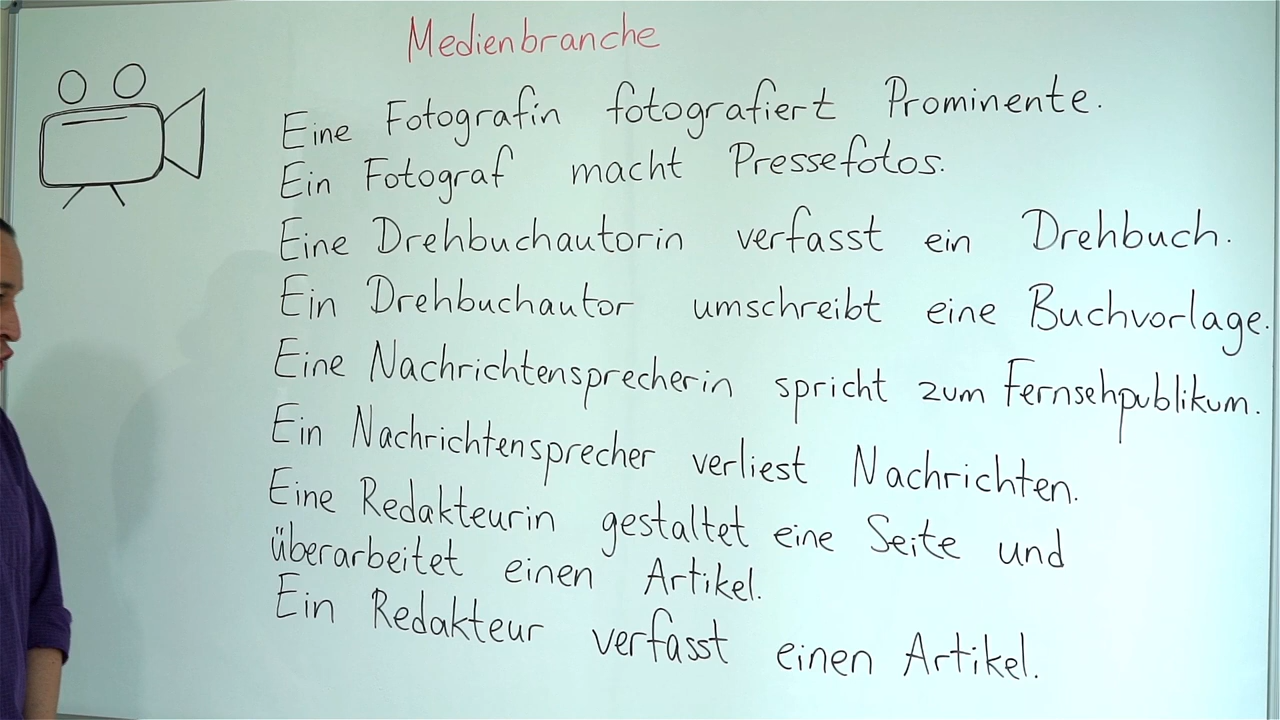 Medienbranche
Eine Fotografin fotografiert Prominente.
Ein Fotograf macht Pressefotos.
Eine Drehbuchautorin verfasst ein Drehbuch.
Ein Drehbuchautor umschreibt eine Buchvorlage.
Eine Nachrichtensprecherin spricht zum Fernsehpublikum.
Ein Nachrichtensprecher verliest Nachrichten.
Eine Redakteurin gestaltet eine Seite und
überarbeitet einen Artikel.
Ein Redakteur verfasst einen Artikel.